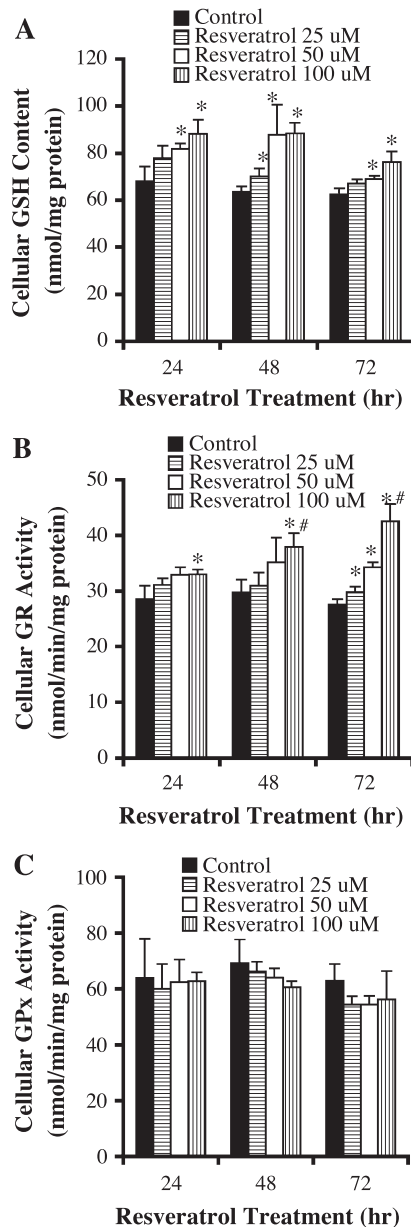 A
Control
Resveratrol 25 uM
Resveratrol 50 uM
Resveratrol 100 uM
Cellular GSH Content
(nmol/mg protein)
120
100
80
60
40
20
0
* * * * * * *
24 48 72
Resveratrol Treatment (hr)
B
Control
Resveratrol 25 uM
Resveratrol 50 uM
Resveratrol 100 uM
Cellular GR Activity
(nmol/min/mg protein)
50
40
30
20
10
0
* *# * * *#
24 48 72
Resveratrol Treatment (hr)
C
Control
Resveratrol 25 uM
Resveratrol 50 uM
Resveratrol 100 uM
Cellular GPx Activity
(nmol/min/mg protein)
100
80
60
40
20
0
24 48 72
Resveratrol Treatment (hr)